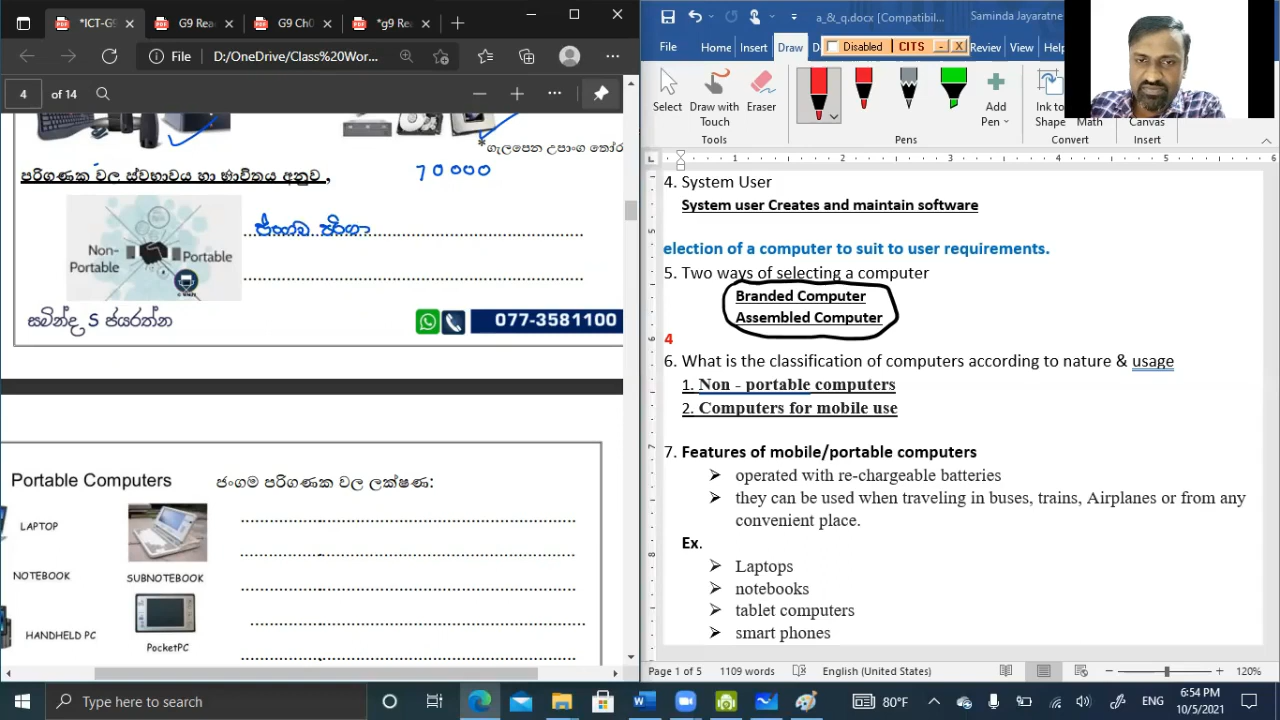 *CT-G9
G9 Rea
G9 Ch0
*g9 Rec
File
D:/OneDrive/Class%20Wor...
4
of 14
*ගැලපෙන උපාංග තෝර
පරිගණක වල ස්වභාවය හා භාවිතය අනුව ,
70000
Non-
Portable
Portable
සමින්ද S ජයරත්න
077-3581100
Portable Computers
ජංගම පරිගණක වල ලක්ෂණ:
LAPTOP
NOTEBOOK
SUBNOTEBOOK
HANDHELD PC
PocketPC
a_&_q.docx [Compatibil...
Saminda Jayaratne
File Home Insert Draw D
Disabled CITS
Review View Help
Select
Draw with Touch
Eraser
Add Pen
Ink to Shape
Math
Canvas
Tools
Pens
Convert
Insert
4. System User
System user Creates and maintain software
election of a computer to suit to user requirements.
5. Two ways of selecting a computer
Branded Computer
Assembled Computer
4
6. What is the classification of computers according to nature & usage
1. Non - portable computers
2. Computers for mobile use
7. Features of mobile/portable computers
operated with re-chargeable batteries
they can be used when traveling in buses, trains, Airplanes or from any
convenient place.
Ex.
Laptops
notebooks
tablet computers
smart phones
Page 1 of 5 1109 words English (United States) 120%
Type here to search
80°F
ENG
6:54 PM
10/5/2021